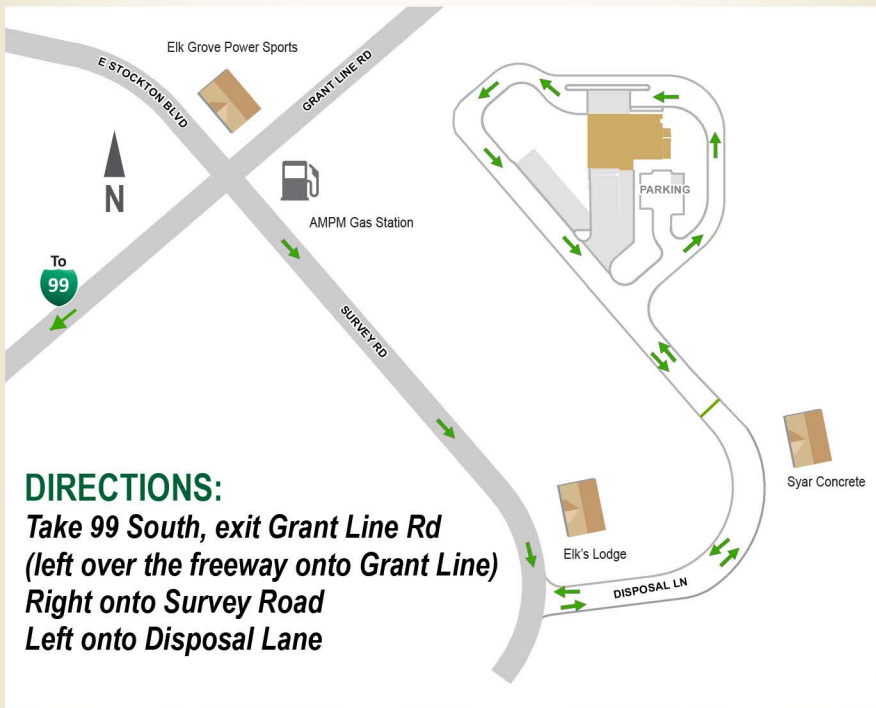 Elk Grove Power Sports
E STOCKTON BLVD
GRANT LINE RD
N
AMPM Gas Station
PARKING
To
99
SURVEY RD
Syar Concrete
Elk's Lodge
DISPOSAL LN
DIRECTIONS:
Take 99 South, exit Grant Line Rd
(left over the freeway onto Grant Line)
Right onto Survey Road
Left onto Disposal Lane